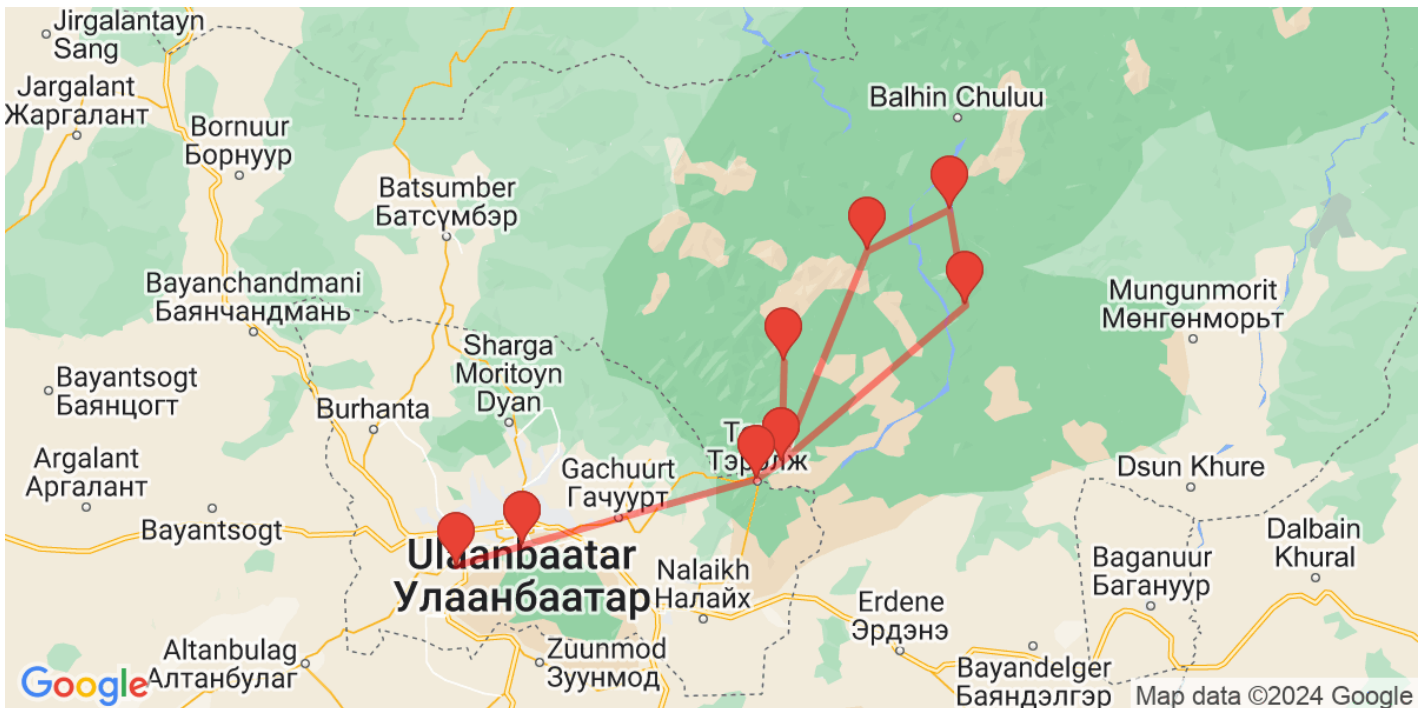 Jirgalantayn
Sang
Jargalant
Жаргалант
Bornuur
Борнуур
Balhin Chuluu
Batsumber
Батсүмбэр
Bayanchandmani
Баянчандмань
Mungunmorit
Мөнгөнморьт
Sharga
Moritoyn
Dyan
Bayantsogt
Баянцогт
Burhanta
Тэрэлж
Argalant
Аргалант
Gachuurt
Гачуурт
Dsun Khure
Bayantsogt
Dalbain
Khural
Ulaanbaatar
Улаанбаатар
Baganuur
Багануур
Nalaikh
Налайх
Erdene
Эрдэнэ
Altanbulag
Алтанбулаг
Zuunmod
Зуунмод
Bayandelger
Баяндэлгэр
Google
Map data ©2024 Google